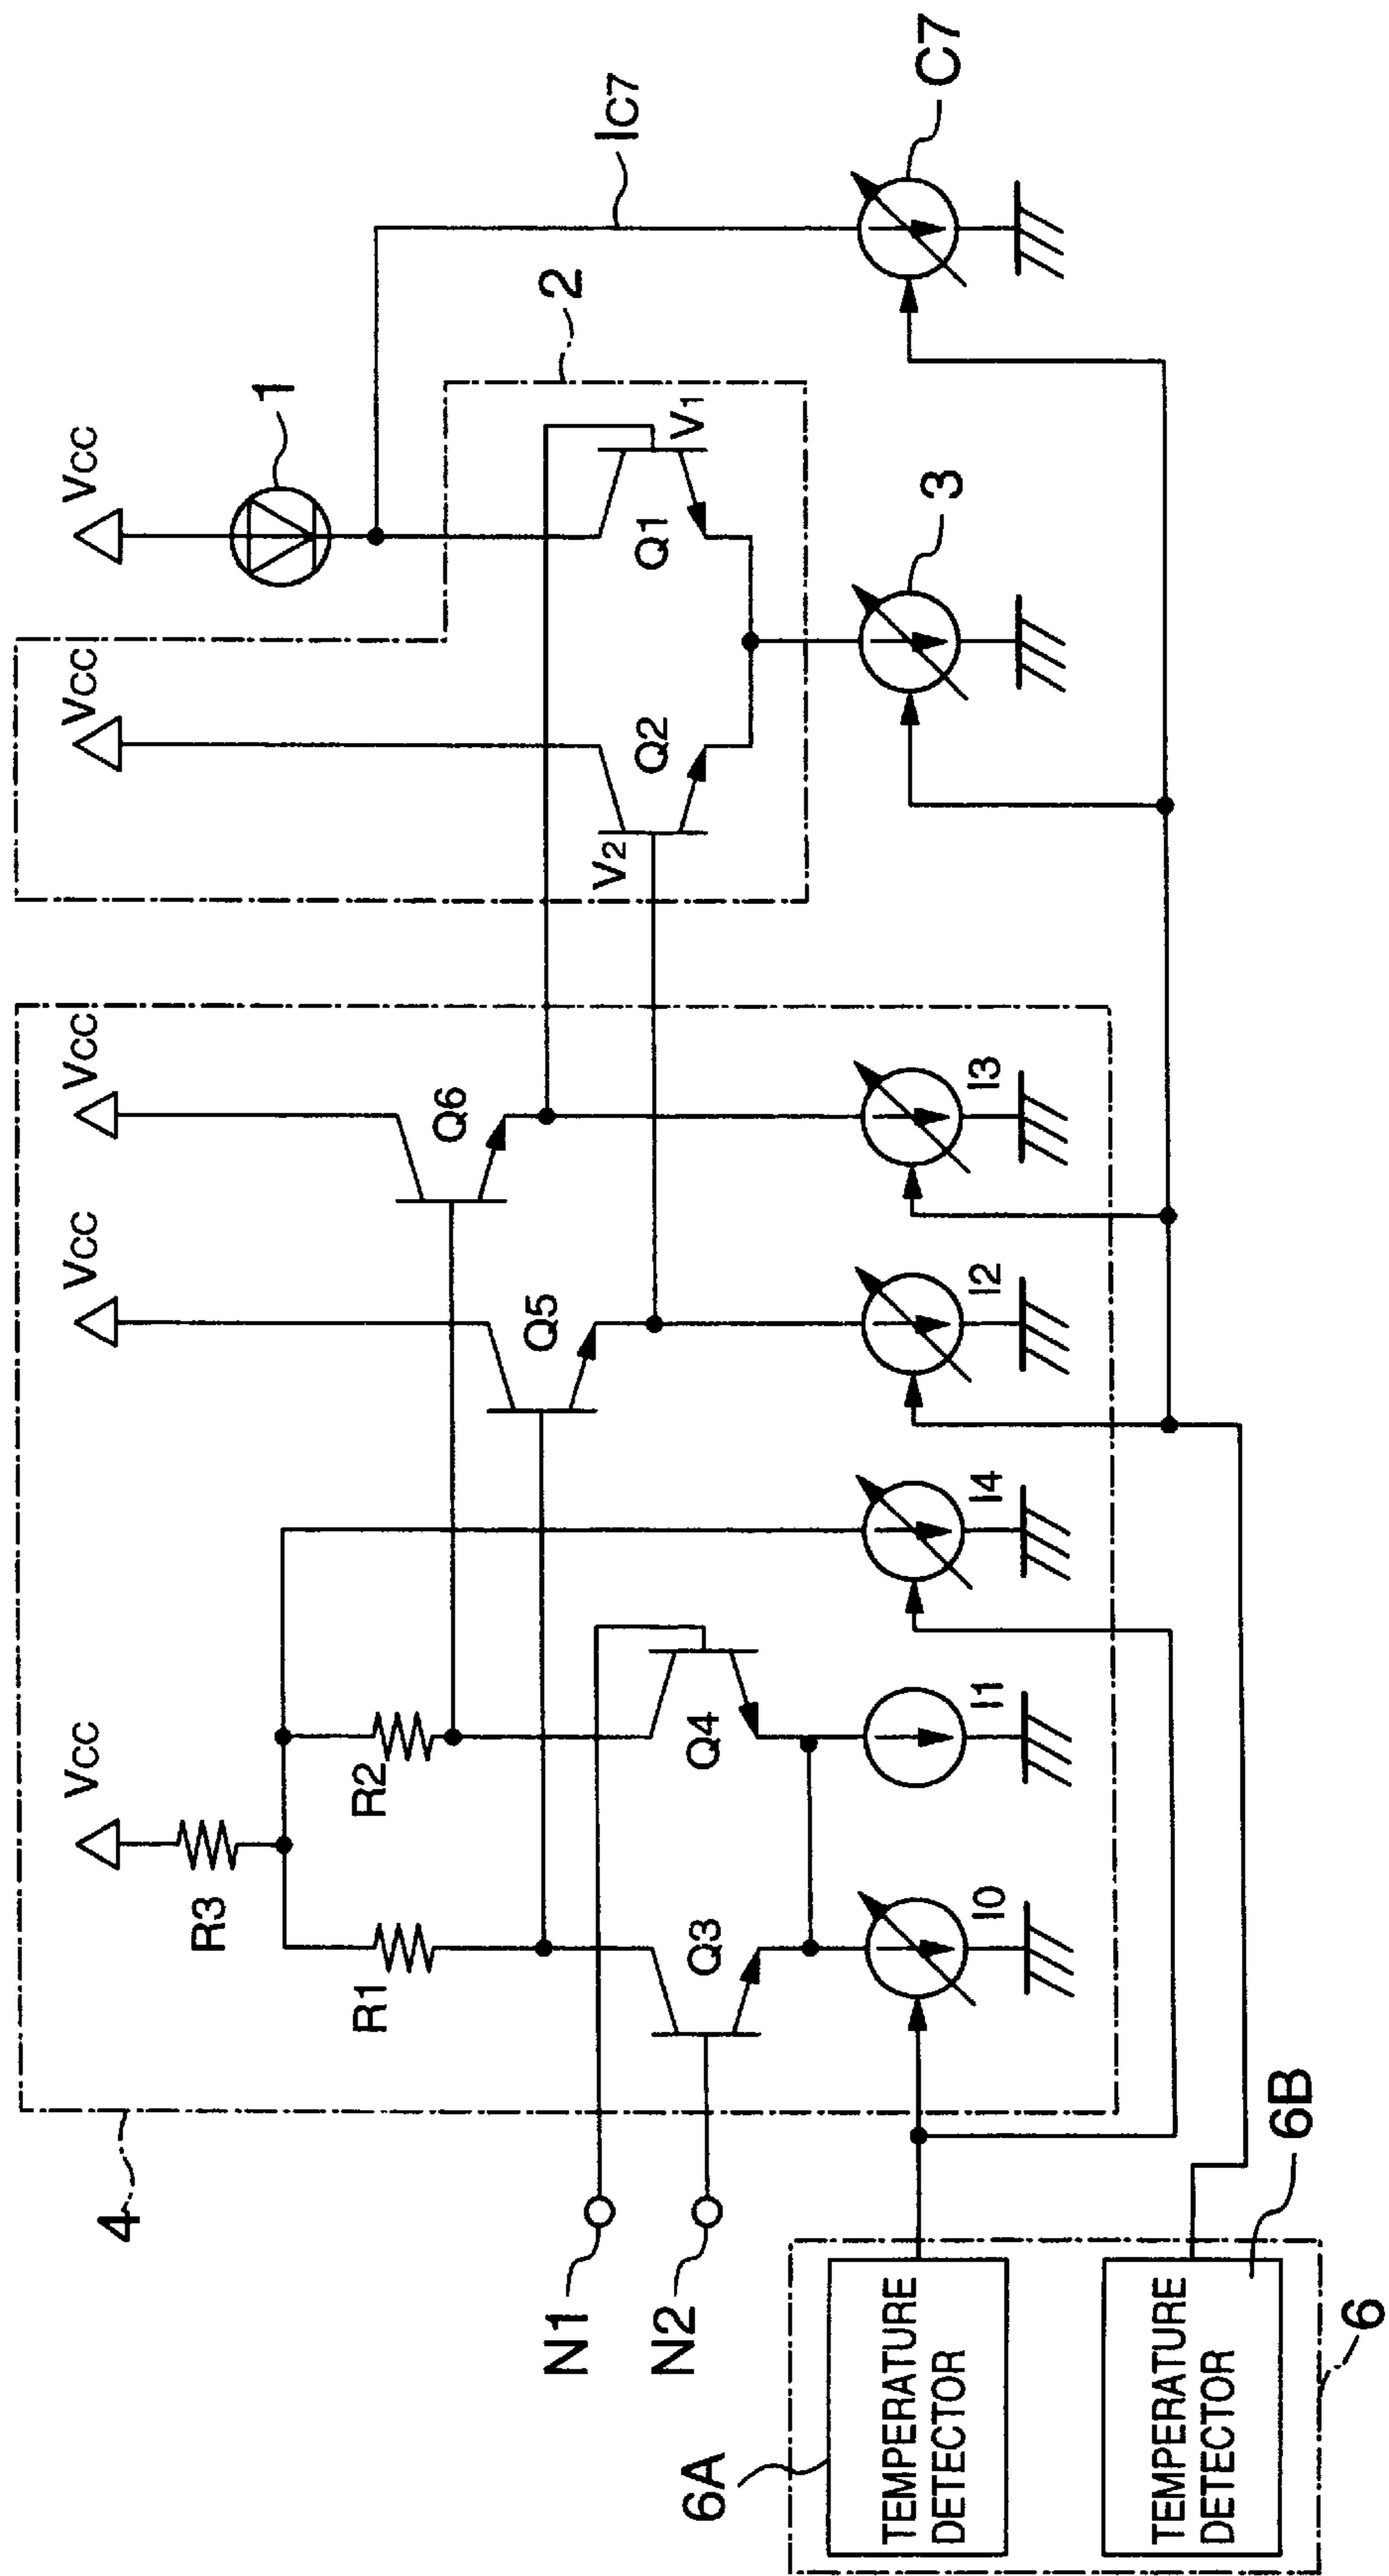 VCC
VCC
VCC
VCC
VCC
1
2
IC7
C7
3
V1
Q1
Q2
V2
Q6
Q5
I3
I2
I4
I1
I0
R3
R2
R1
Q4
Q3
4
N1
N2
6A
TEMPERATURE
DETECTOR
TEMPERATURE
DETECTOR
6B
6